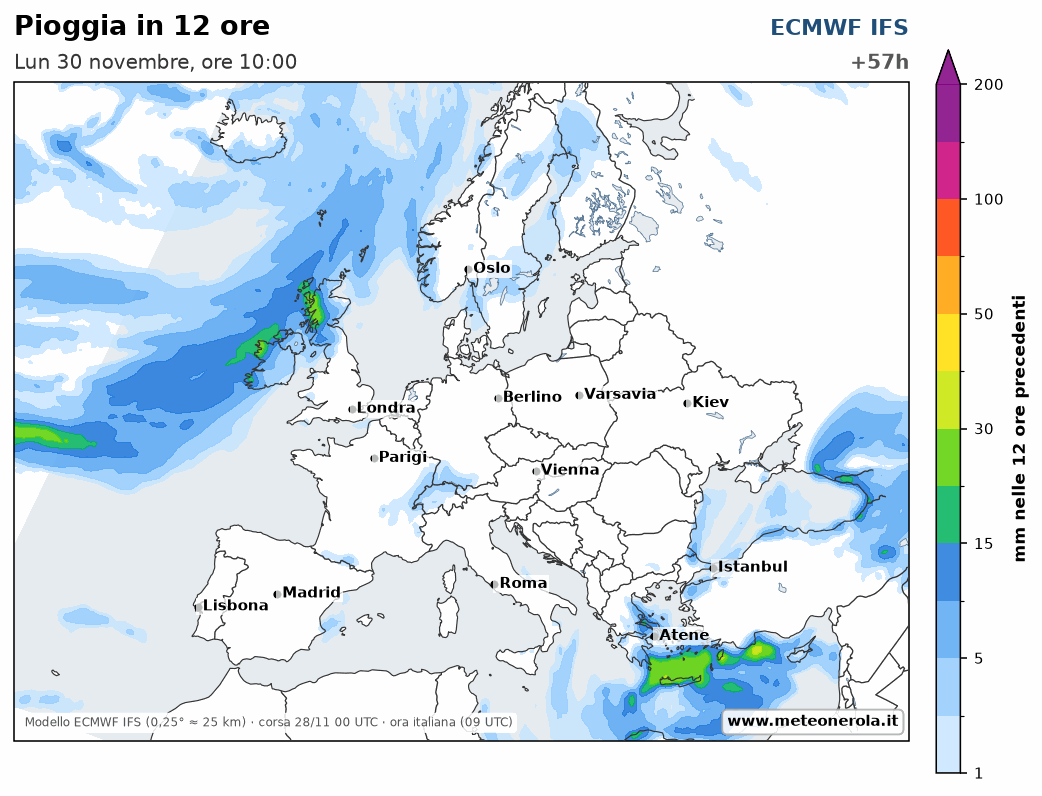 Pioggia in 12 ore
ECMWF IFS
Lun 30 novembre, ore 10:00
+57h
200
100
50
30
15
5
1
mm nelle 12 ore precedenti
Oslo
Berlino
Varsavia
Kiev
Londra
Parigi
Vienna
Istanbul
Roma
Madrid
Lisbona
Atene
Modello ECMWF IFS (0,25° ≈ 25 km) · corsa 28/11 00 UTC · ora italiana (09 UTC)
www.meteonerola.it